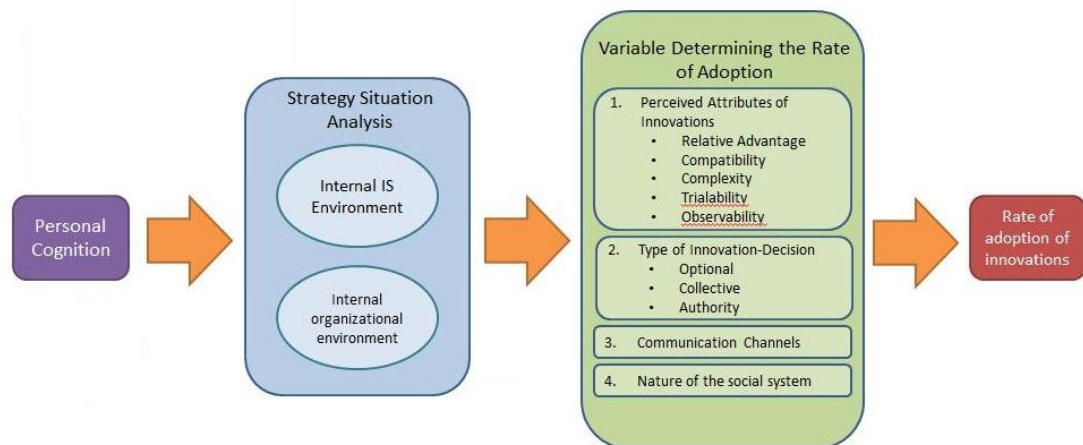 Personal
Cognition
Strategy Situation
Analysis
Internal IS
Environment
Internal
organizational
environment
Variable Determining the Rate
of Adoption
1. Perceived Attributes of
Innovations
• Relative Advantage
• Compatibility
• Complexity
• Trialability
• Observability
2. Type of Innovation-Decision
• Optional
• Collective
• Authority
3. Communication Channels
4. Nature of the social system
Rate of
adoption of
innovations